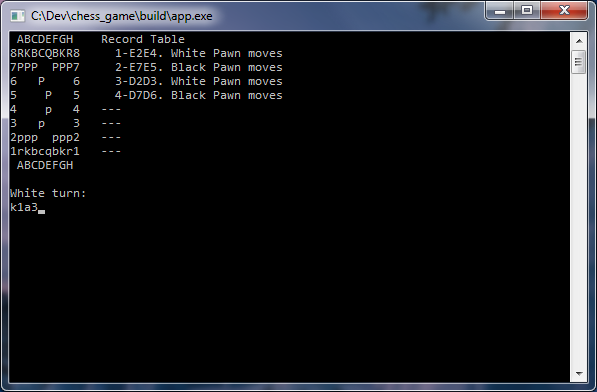 C:\Dev\chess_game\build\app.exe
 ABCDEFGH    Record Table
8RKBCQBKR8     1-E2E4. White Pawn moves
7PPP  PPP7     2-E7E5. Black Pawn moves
6   P    6     3-D2D3. White Pawn moves
5    P   5     4-D7D6. Black Pawn moves
4    p   4   ---
3   p    3   ---
2ppp  ppp2   ---
1rkbcqbkr1   ---
 ABCDEFGH
White turn:
k1a3_